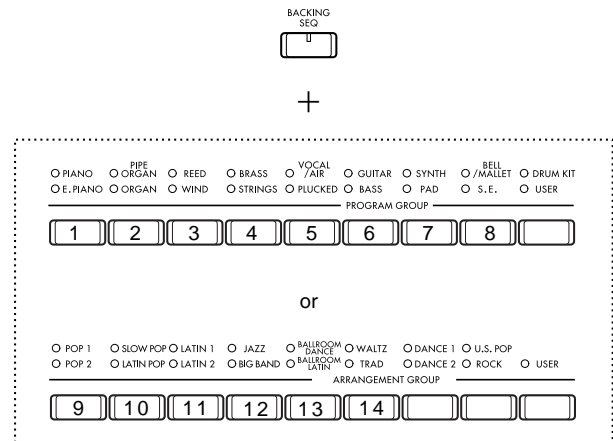 BACKING
SEQ
+
PIPE VOCAL BELL
PIANO ORGAN REED BRASS /AIR GUITAR SYNTH /MALLET DRUM KIT
E.PIANO ORGAN WIND STRINGS PLUCKED BASS PAD S.E. USER
PROGRAM GROUP
1 2 3 4 5 6 7 8
or
POP 1 SLOW POP LATIN 1 JAZZ BALLROOM DANCE WALTZ DANCE 1 U.S. POP
POP 2 LATIN POP LATIN 2 BIG BAND BALLROOM LATIN TRAD DANCE 2 ROCK USER
ARRANGEMENT GROUP
9 10 11 12 13 14